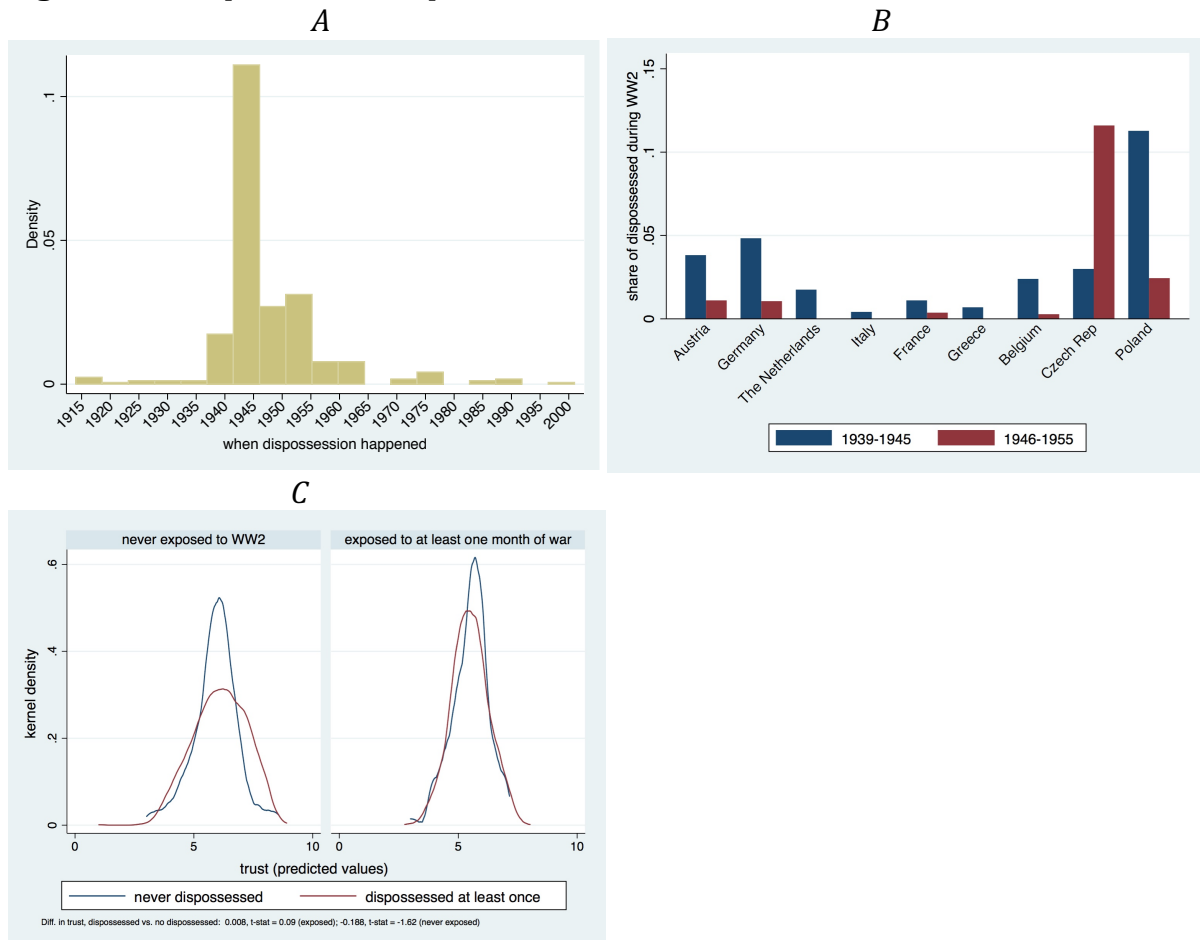 A
B
Density
0
.05
.1
1915
1920
1925
1930
1935
1940
1945
1950
1955
1960
1965
1970
1975
1980
1985
1990
1995
2000
when dispossession happened
share of dispossessed during WW2
0
.05
.1
.15
Austria
Germany
The Netherlands
Italy
France
Greece
Belgium
Czech Rep
Poland
1939-1945
1946-1955
C
never exposed to WW2
exposed to at least one month of war
kernel density
0
.2
.4
.6
0
5
10
0
5
10
trust (predicted values)
never dispossessed
dispossessed at least once
Diff. in trust, dispossessed vs. no dispossessed: 0.008, t-stat = 0.09 (exposed); -0.188, t-stat = -1.62 (never exposed)